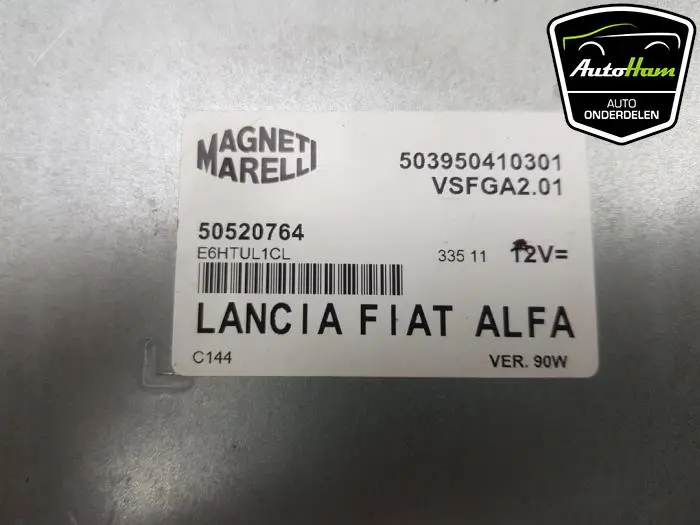 AutoHam
AUTO
ONDERDELEN
MAGNETI
MARELLI
503950410301
VSFGA2.01
50520764
E6HTUL1CL
335 11 12V=
LANCIA FIAT ALFA
C144
VER. 90W